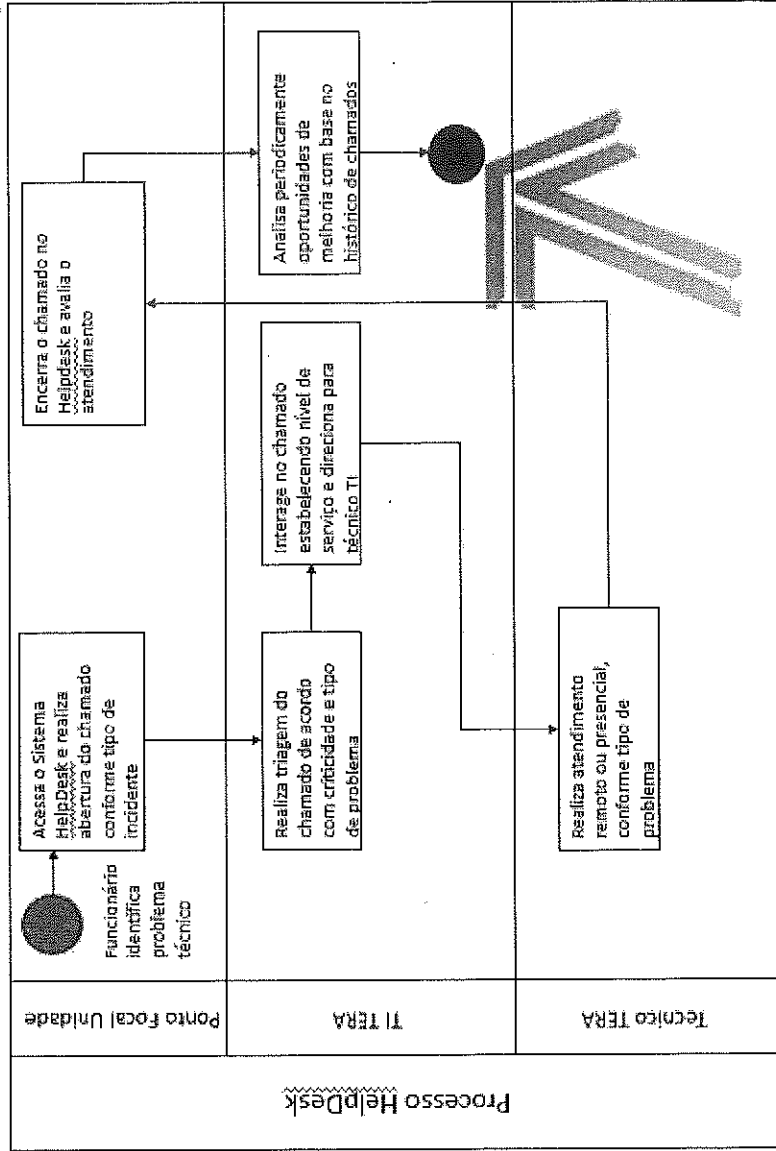 Processo HelpDesk
Ponto Focal Unidade
TI TERA
Tecnico TERA
Funcionário
identifica
problema
técnico
Acessa o Sistema
HelpDesk e realiza
abertura do chamado
conforme tipo de
incidente
Realiza triagem do
chamado de acordo
com criticidade e tipo
de problema
Interage no chamado
estabelecendo nível de
serviço e direciona para
técnico TI
Realiza atendimento
remoto ou presencial,
conforme tipo de
problema
Encerra o chamado no
Helpdesk e avalia o
atendimento
Analisa periodicamente
oportunidades de
melhoria com base no
histórico de chamados